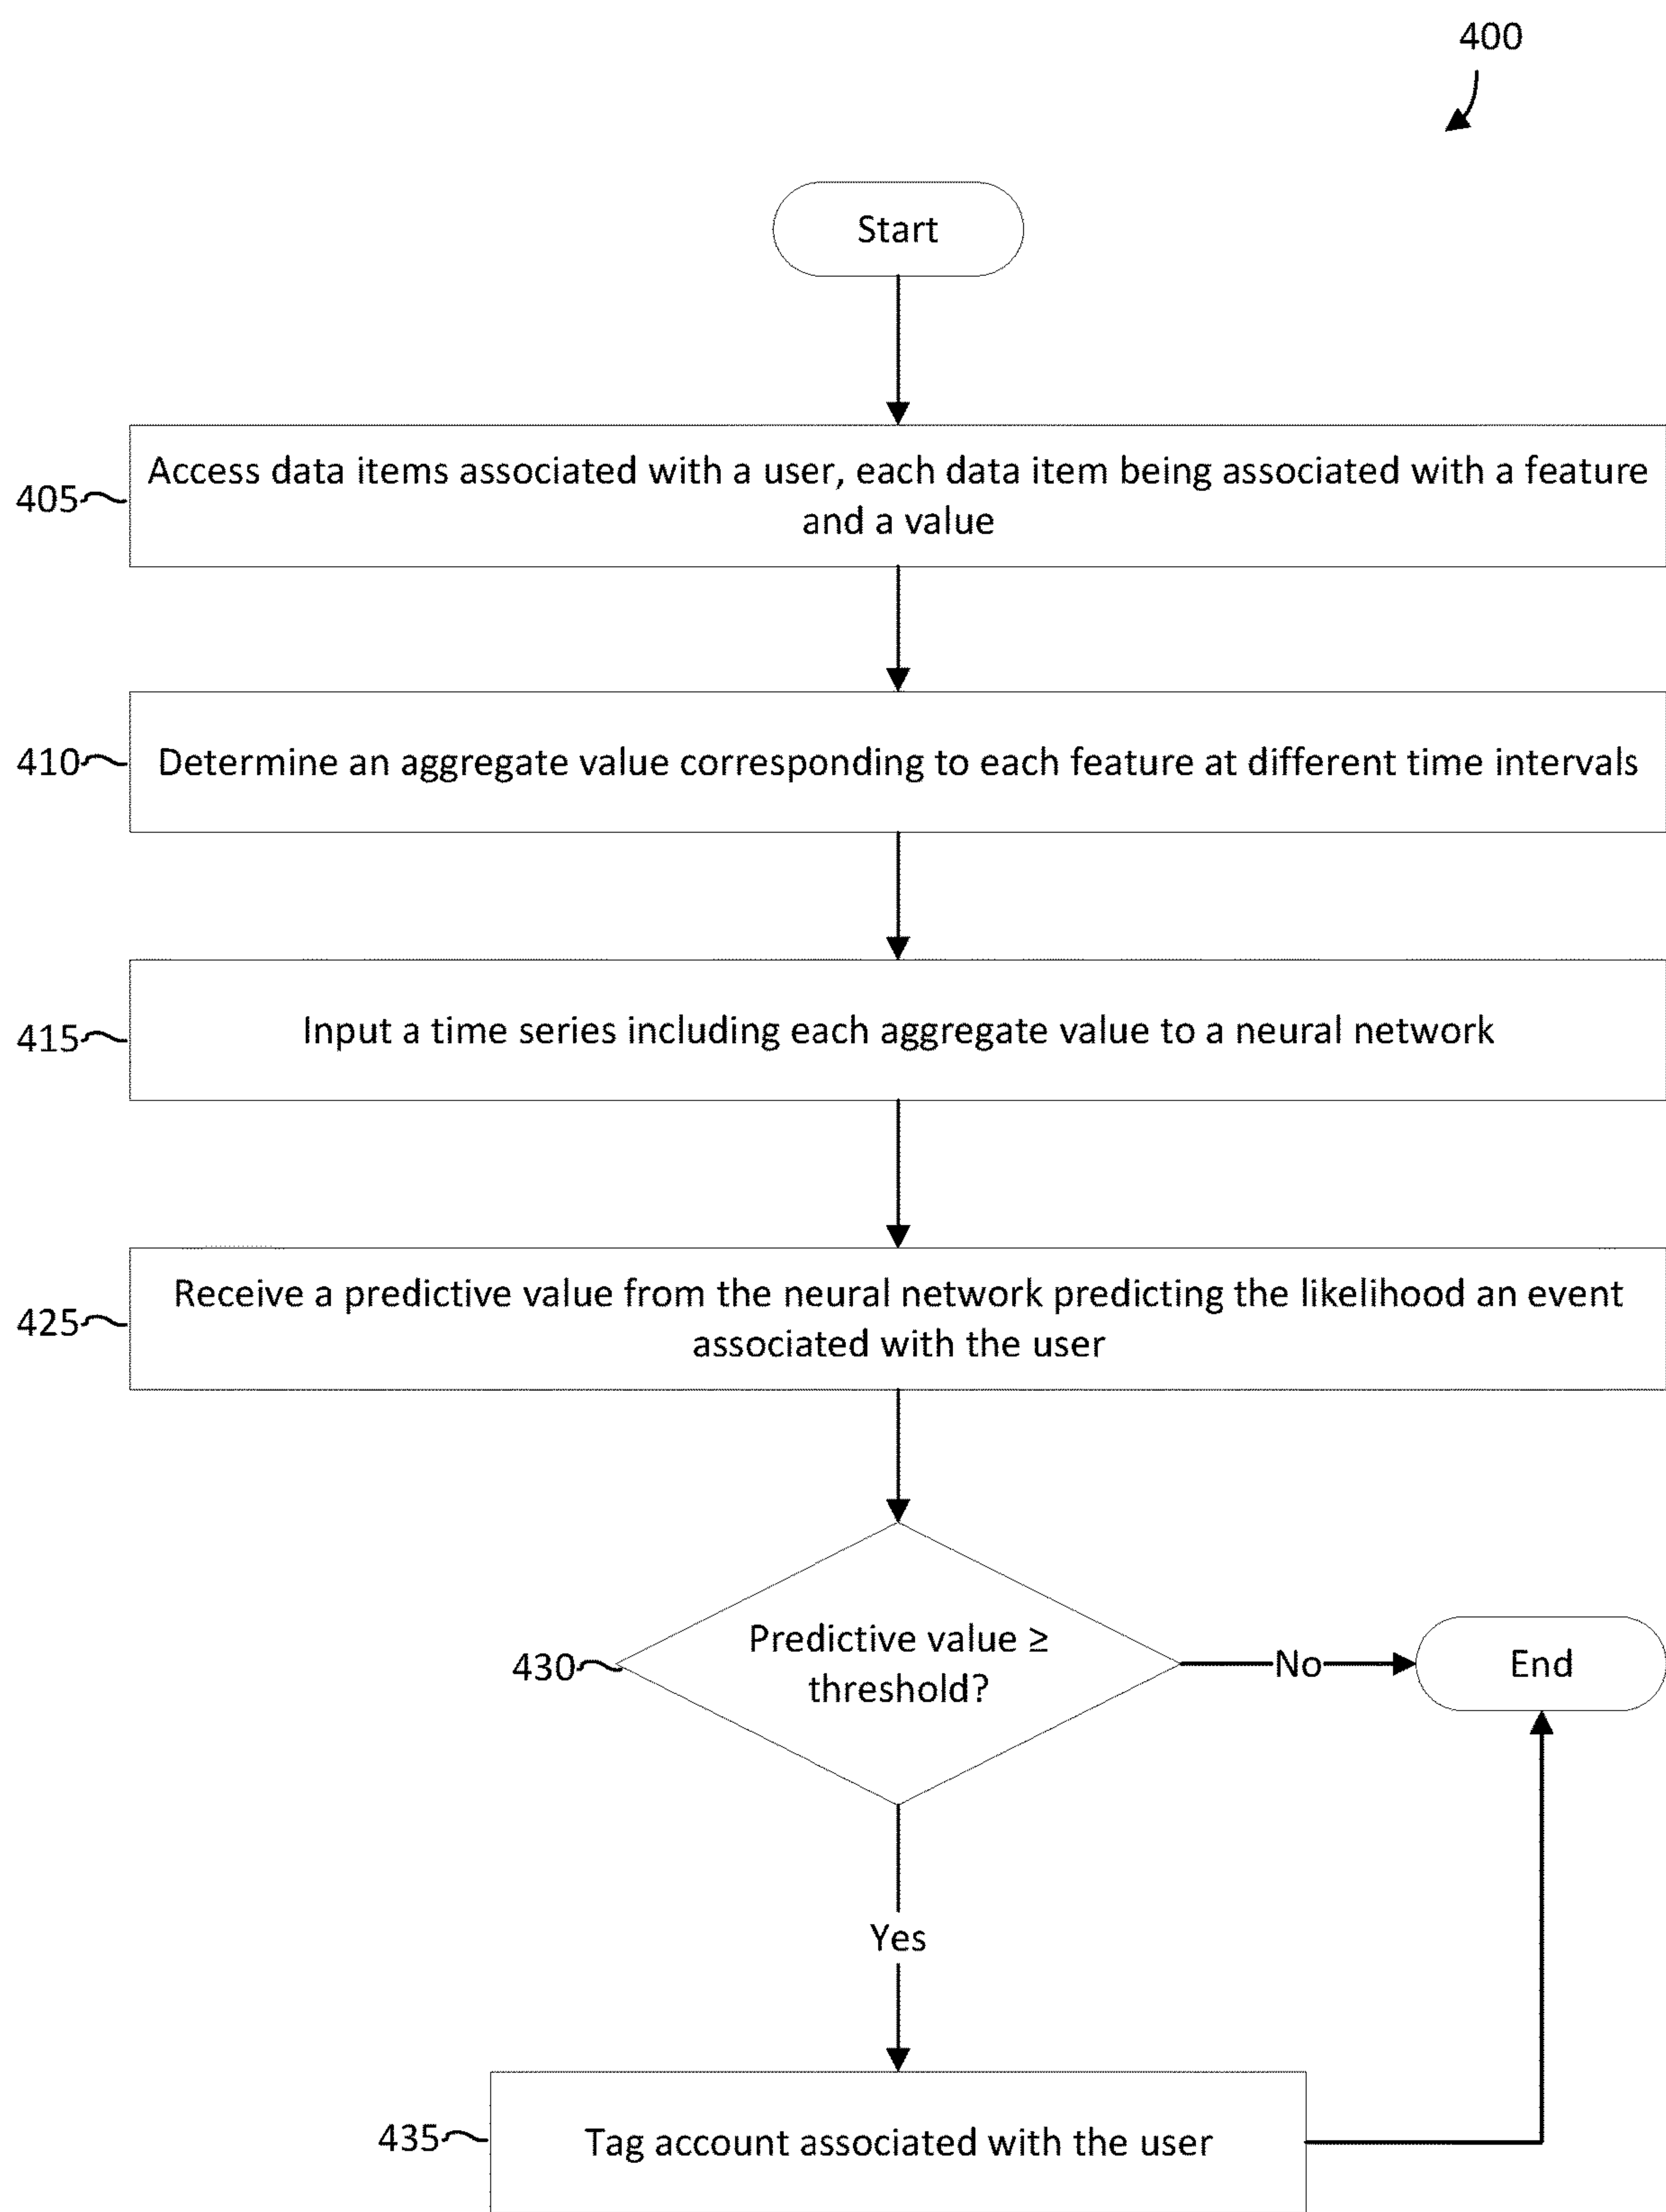 400
Start
405
Access data items associated with a user, each data item being associated with a feature
and a value
410
Determine an aggregate value corresponding to each feature at different time intervals
415
Input a time series including each aggregate value to a neural network
425
Receive a predictive value from the neural network predicting the likelihood an event
associated with the user
430
Predictive value ≥
threshold?
No
End
Yes
435
Tag account associated with the user